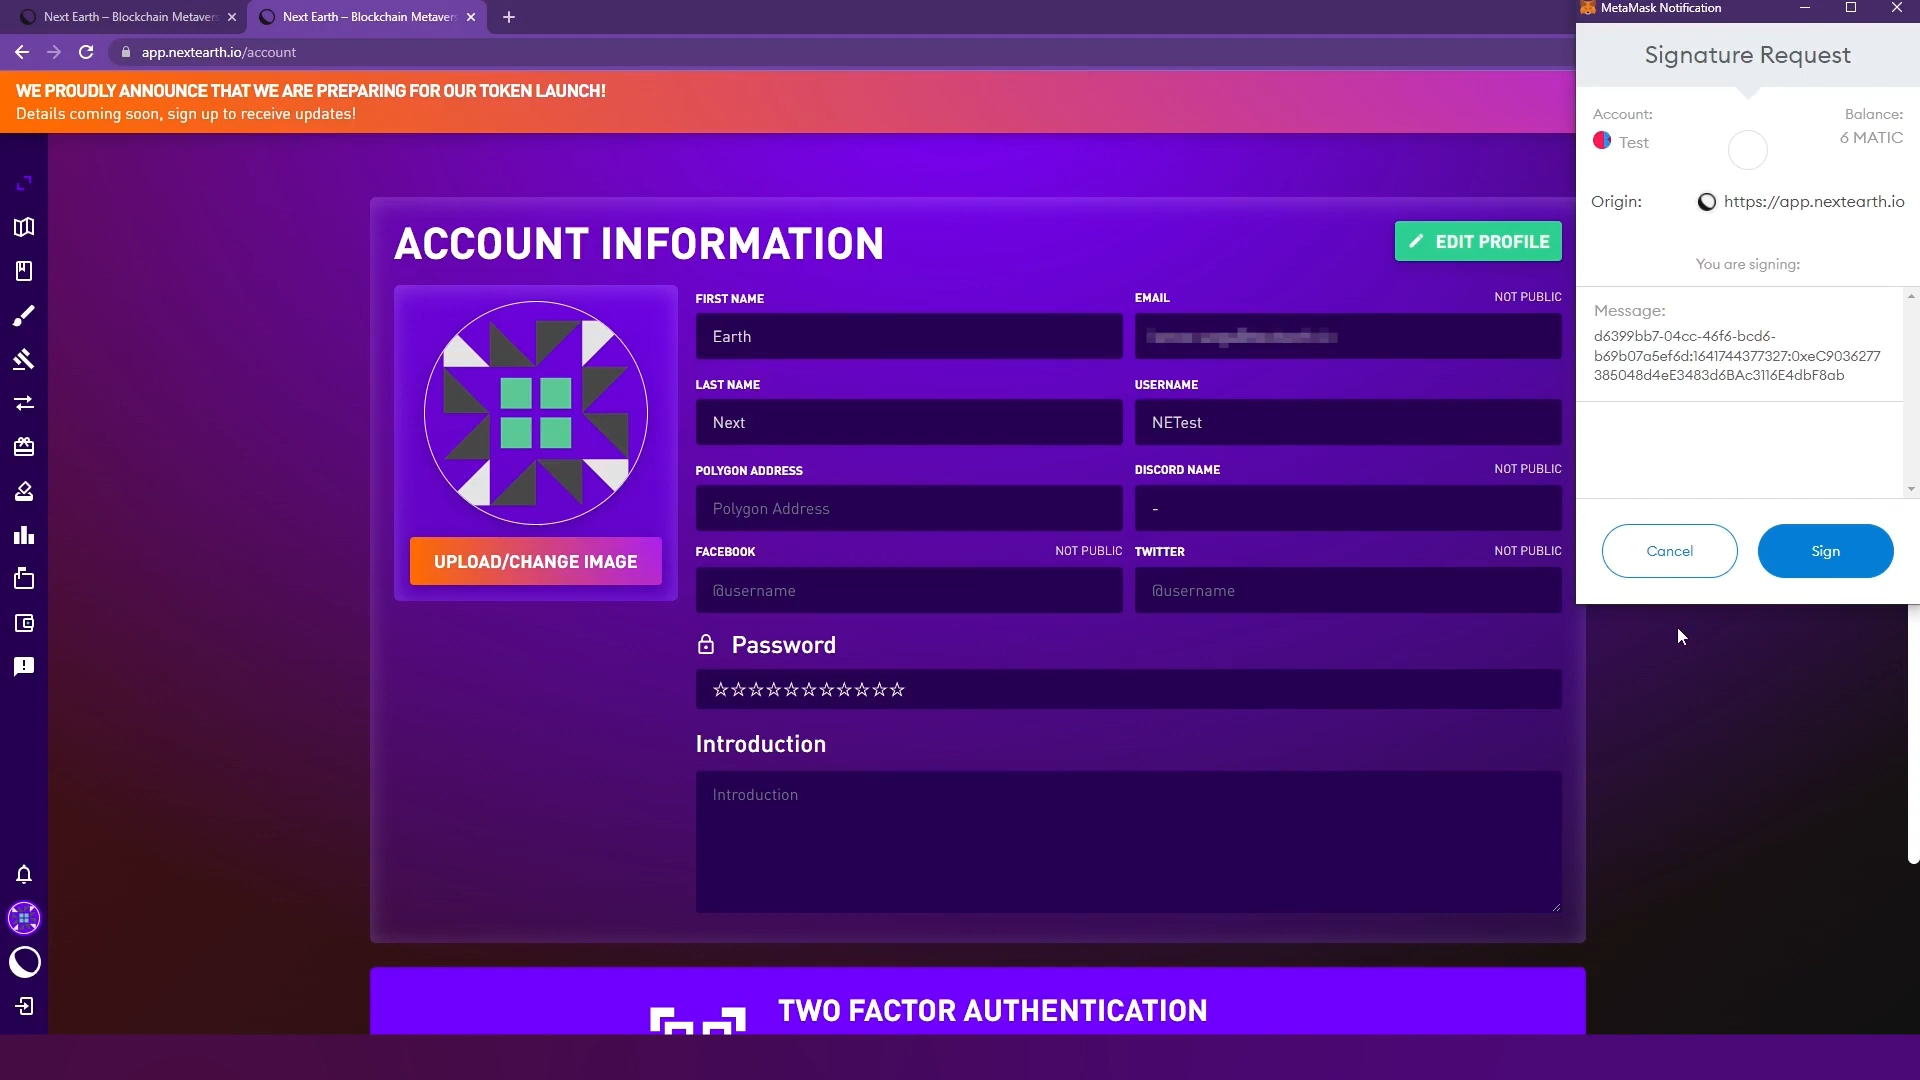 Next Earth – Blockchain Metavers
Next Earth – Blockchain Metavers
app.nextearth.io/account
WE PROUDLY ANNOUNCE THAT WE ARE PREPARING FOR OUR TOKEN LAUNCH!
Details coming soon, sign up to receive updates!
ACCOUNT INFORMATION
EDIT PROFILE
UPLOAD/CHANGE IMAGE
FIRST NAME
Earth
EMAIL
NOT PUBLIC
LAST NAME
Next
USERNAME
NETest
POLYGON ADDRESS
Polygon Address
DISCORD NAME
NOT PUBLIC
-
FACEBOOK
NOT PUBLIC
@username
TWITTER
NOT PUBLIC
@username
Password
☆☆☆☆☆☆☆☆☆☆☆
Introduction
Introduction
TWO FACTOR AUTHENTICATION
MetaMask Notification
Signature Request
Account:
Test
Balance:
6 MATIC
Origin:
https://app.nextearth.io
You are signing:
Message:
d6399bb7-04cc-46f6-bcd6-
b69b07a5ef6d:1641744377327:0xeC9036277
385048d4eE3483d6BAc3116E4dbF8ab
Cancel
Sign